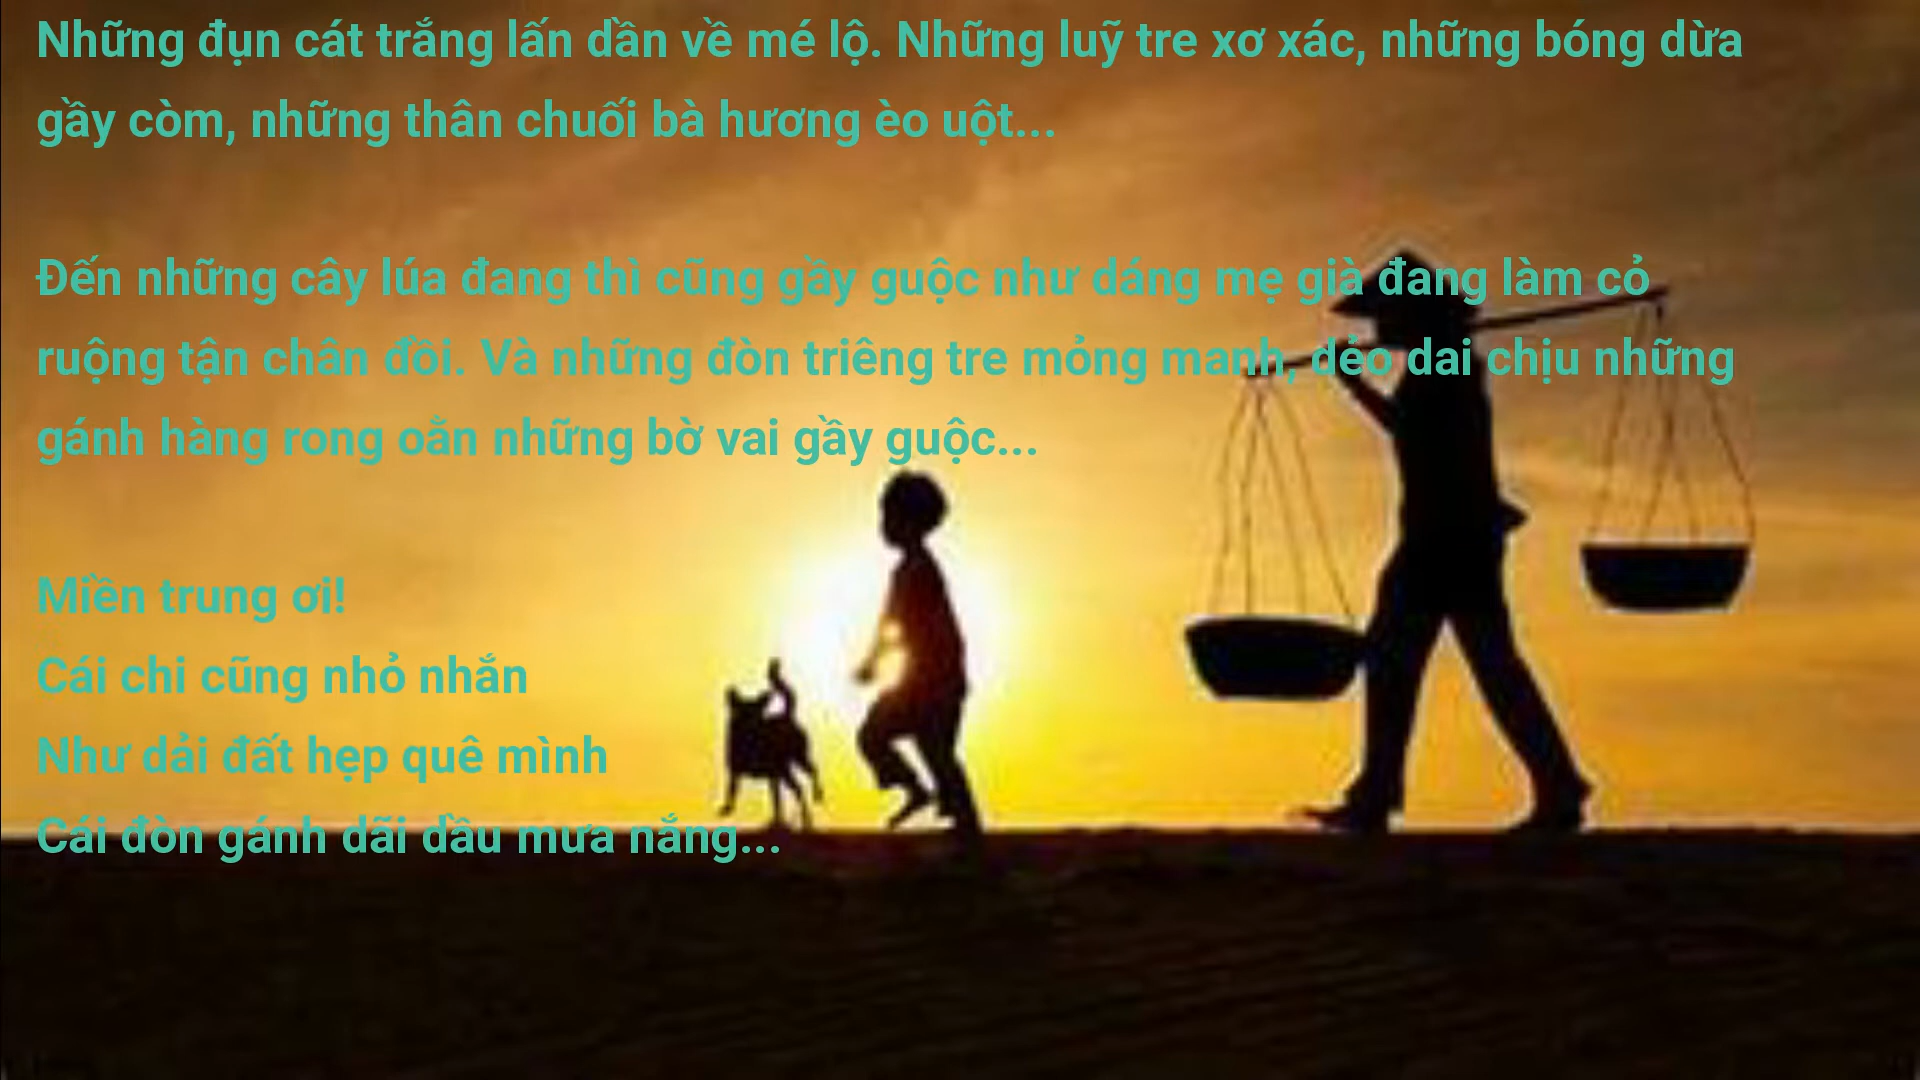 Những đụn cát trắng lấn dần về mé lộ. Những luỹ tre xơ xác, những bóng dừa
gầy còm, những thân chuối bà hương èo uột...
Đến những cây lúa đang thì cũng gầy guộc như dáng mẹ già đang làm cỏ
ruộng tận chân đồi. Và những đòn triêng tre mỏng manh, dẻo dai chịu những
gánh hàng rong oằn những bờ vai gầy guộc...
Miền trung ơi!
Cái chi cũng nhỏ nhắn
Như dải đất hẹp quê mình
Cái đòn gánh dãi dầu mưa nắng...